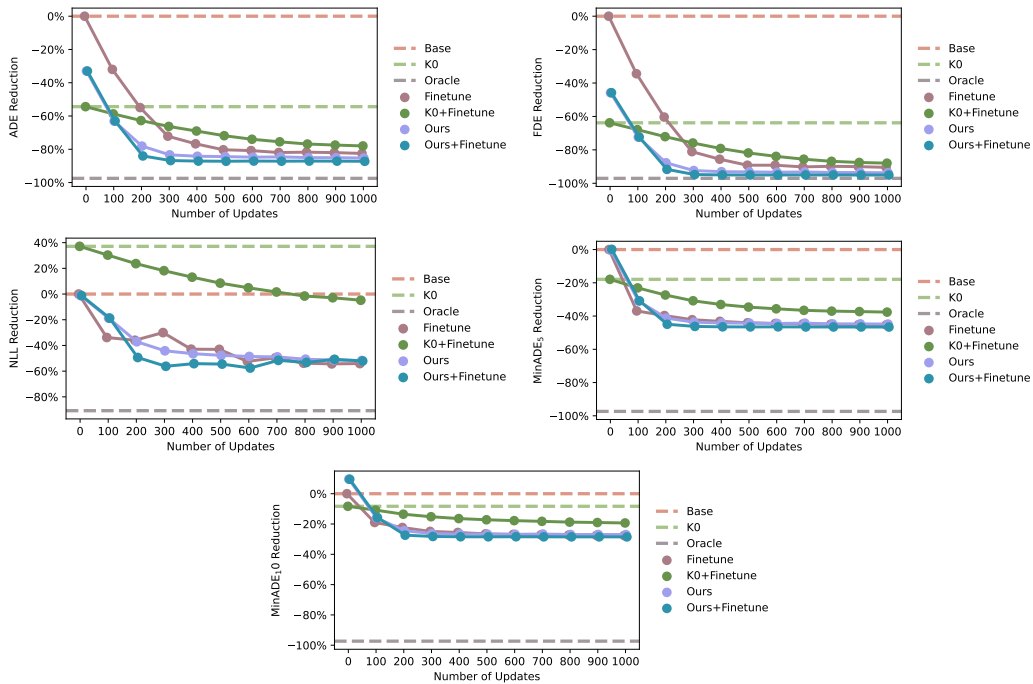 0%
−20%
−40%
−60%
−80%
−100%
ADE Reduction
0 100 200 300 400 500 600 700 800 900 1000
Number of Updates
Base
K0
Oracle
Finetune
K0+Finetune
Ours
Ours+Finetune
0%
−20%
−40%
−60%
−80%
−100%
FDE Reduction
0 100 200 300 400 500 600 700 800 900 1000
Number of Updates
Base
K0
Oracle
Finetune
K0+Finetune
Ours
Ours+Finetune
40%
20%
0%
−20%
−40%
−60%
−80%
NLL Reduction
0 100 200 300 400 500 600 700 800 900 1000
Number of Updates
Base
K0
Oracle
Finetune
K0+Finetune
Ours
Ours+Finetune
0%
−20%
−40%
−60%
−80%
−100%
MinADE₅ Reduction
0 100 200 300 400 500 600 700 800 900 1000
Number of Updates
Base
K0
Oracle
Finetune
K0+Finetune
Ours
Ours+Finetune
0%
−20%
−40%
−60%
−80%
−100%
MinADE₁0 Reduction
0 100 200 300 400 500 600 700 800 900 1000
Number of Updates
Base
K0
Oracle
Finetune
K0+Finetune
Ours
Ours+Finetune